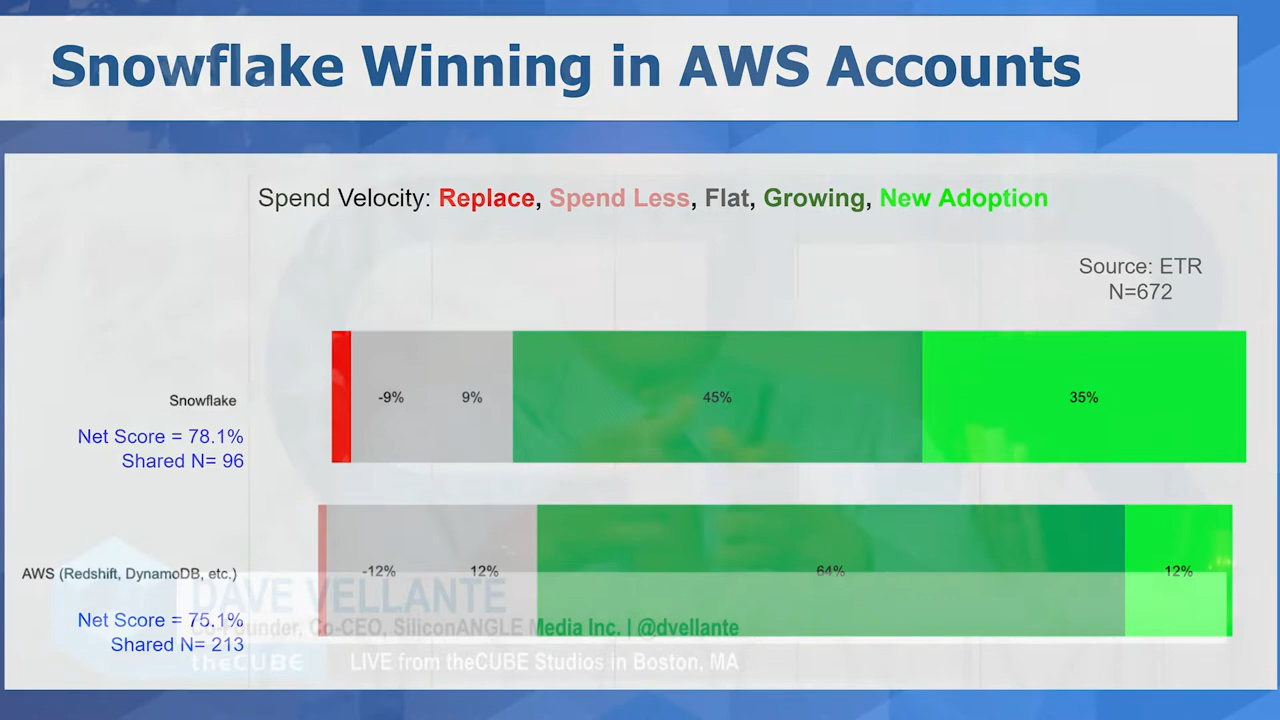 Snowflake Winning in AWS Accounts
Spend Velocity: Replace, Spend Less, Flat, Growing, New Adoption
Source: ETR
N=672
Snowflake
-9%
9%
45%
35%
Net Score = 78.1%
Shared N= 96
AWS (Redshift, DynamoDB, etc.)
-12%
12%
64%
12%
Net Score = 75.1%
Shared N= 213
DAVE VELLANTE
Co-Founder, Co-CEO, SiliconANGLE Media Inc. | @dvellante
theCUBE
LIVE from theCUBE Studios in Boston, MA